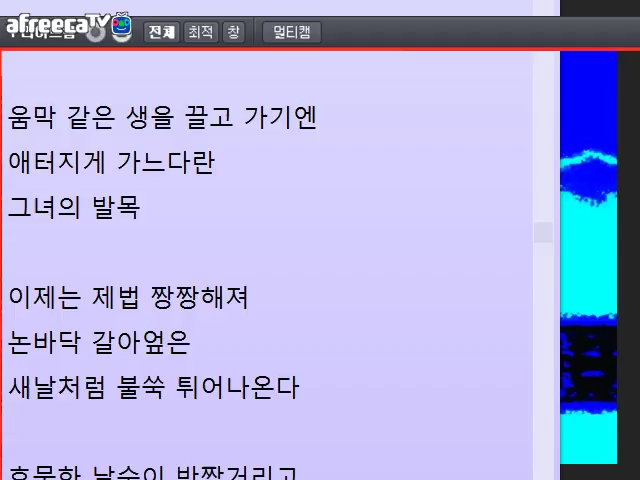 afreecaTV
전체 최적 창 멀티캠
움막 같은 생을 끌고 가기엔
애터지게 가느다란
그녀의 발목
이제는 제법 짱짱해져
논바닥 갈아엎은
새날처럼 불쑥 튀어나온다